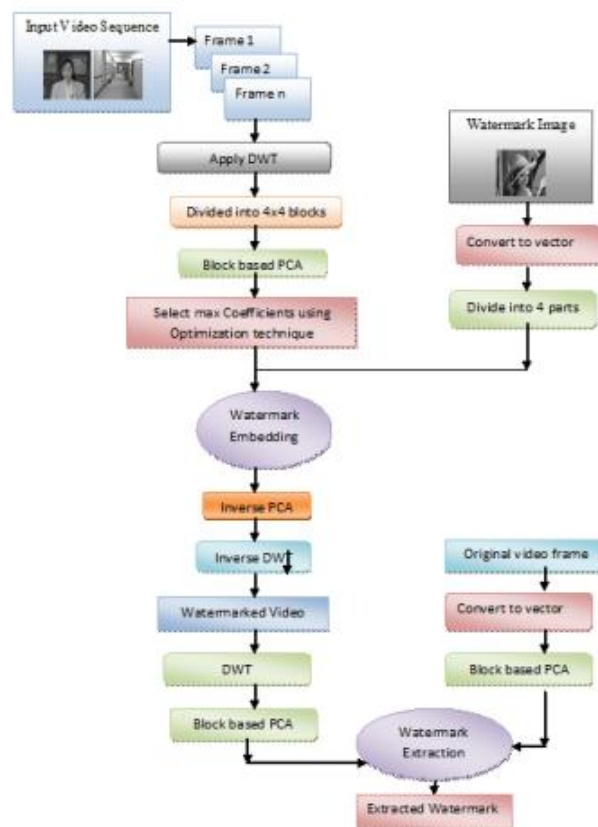 Input Video Sequence
Frame 1
Frame 2
Frame n
Apply DWT
Divided into 4x4 blocks
Block based PCA
Select max Coefficients using
Optimization technique
Watermark Image
Convert to vector
Divide into 4 parts
Watermark
Embedding
Inverse PCA
Inverse DWT
Watermarked Video
DWT
Block based PCA
Original video frame
Convert to vector
Block based PCA
Watermark
Extraction
Extracted Watermark